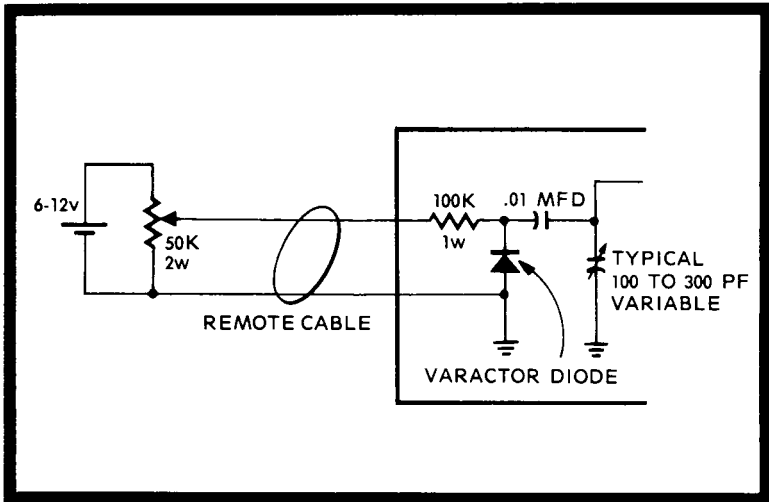 6-12v
50K
2w
REMOTE CABLE
100K
1w
.01 MFD
TYPICAL
100 TO 300 PF
VARIABLE
VARACTOR DIODE